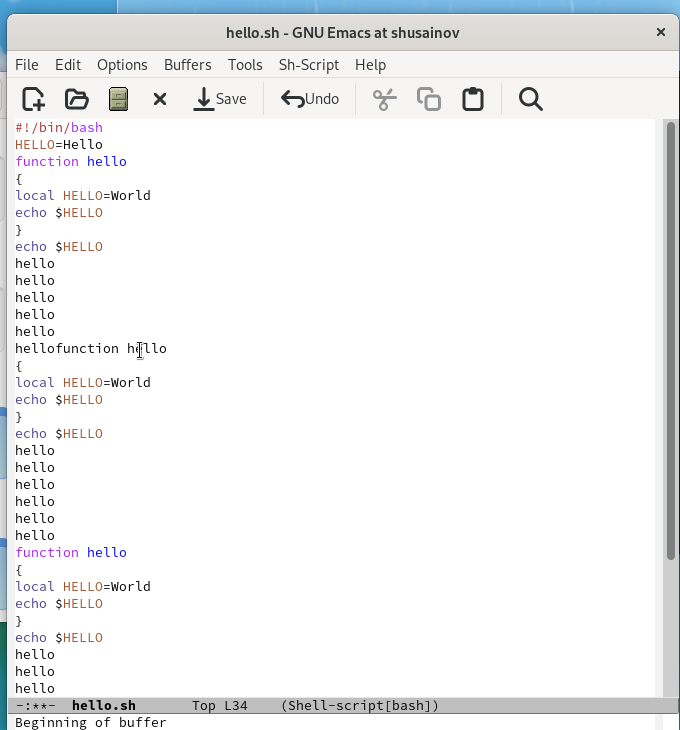 hello.sh - GNU Emacs at shusainov
File Edit Options Buffers Tools Sh-Script Help
Save Undo
#!/bin/bash
HELLO=Hello
function hello
{
local HELLO=World
echo $HELLO
}
echo $HELLO
hello
hello
hello
hello
hello
hellofunction hello
{
local HELLO=World
echo $HELLO
}
echo $HELLO
hello
hello
hello
hello
hello
hello
function hello
{
local HELLO=World
echo $HELLO
}
echo $HELLO
hello
hello
hello
-:**- hello.sh Top L34 (Shell-script[bash])
Beginning of buffer